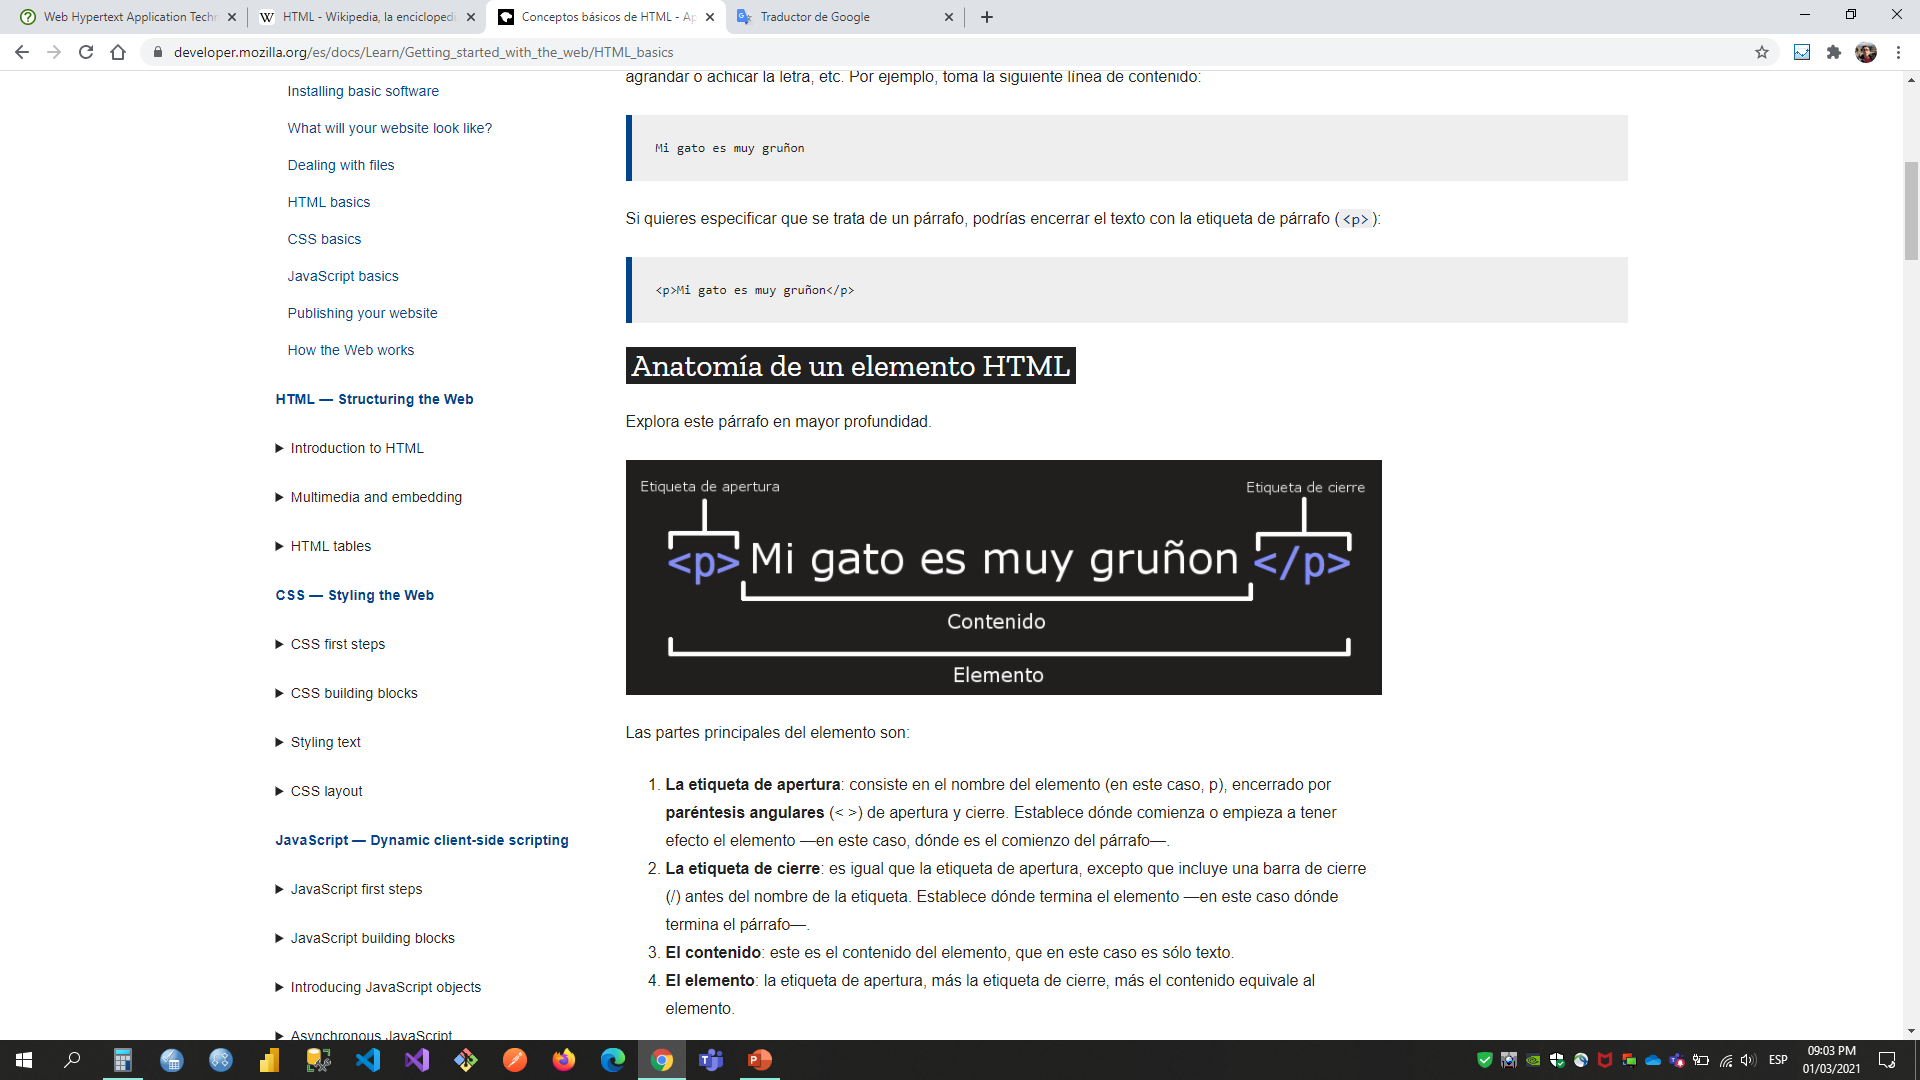 Web Hypertext Application Techn
HTML - Wikipedia, la enciclopedi
Conceptos básicos de HTML - Ap
Traductor de Google
developer.mozilla.org/es/docs/Learn/Getting_started_with_the_web/HTML_basics
Installing basic software
What will your website look like?
Dealing with files
HTML basics
CSS basics
JavaScript basics
Publishing your website
How the Web works
HTML — Structuring the Web
Introduction to HTML
Multimedia and embedding
HTML tables
CSS — Styling the Web
CSS first steps
CSS building blocks
Styling text
CSS layout
JavaScript — Dynamic client-side scripting
JavaScript first steps
JavaScript building blocks
Introducing JavaScript objects
Asynchronous JavaScript
agrandar o achicar la letra, etc. Por ejemplo, toma la siguiente línea de contenido:
Mi gato es muy gruñon
Si quieres especificar que se trata de un párrafo, podrías encerrar el texto con la etiqueta de párrafo (<p>):
<p>Mi gato es muy gruñon</p>
Anatomía de un elemento HTML
Explora este párrafo en mayor profundidad.
Etiqueta de apertura
Etiqueta de cierre
<p>Mi gato es muy gruñon</p>
Contenido
Elemento
Las partes principales del elemento son:
1. La etiqueta de apertura: consiste en el nombre del elemento (en este caso, p), encerrado por
paréntesis angulares (< >) de apertura y cierre. Establece dónde comienza o empieza a tener
efecto el elemento —en este caso, dónde es el comienzo del párrafo—.
2. La etiqueta de cierre: es igual que la etiqueta de apertura, excepto que incluye una barra de cierre
(/) antes del nombre de la etiqueta. Establece dónde termina el elemento —en este caso dónde
termina el párrafo—.
3. El contenido: este es el contenido del elemento, que en este caso es sólo texto.
4. El elemento: la etiqueta de apertura, más la etiqueta de cierre, más el contenido equivale al
elemento.
ESP
09:03 PM
01/03/2021